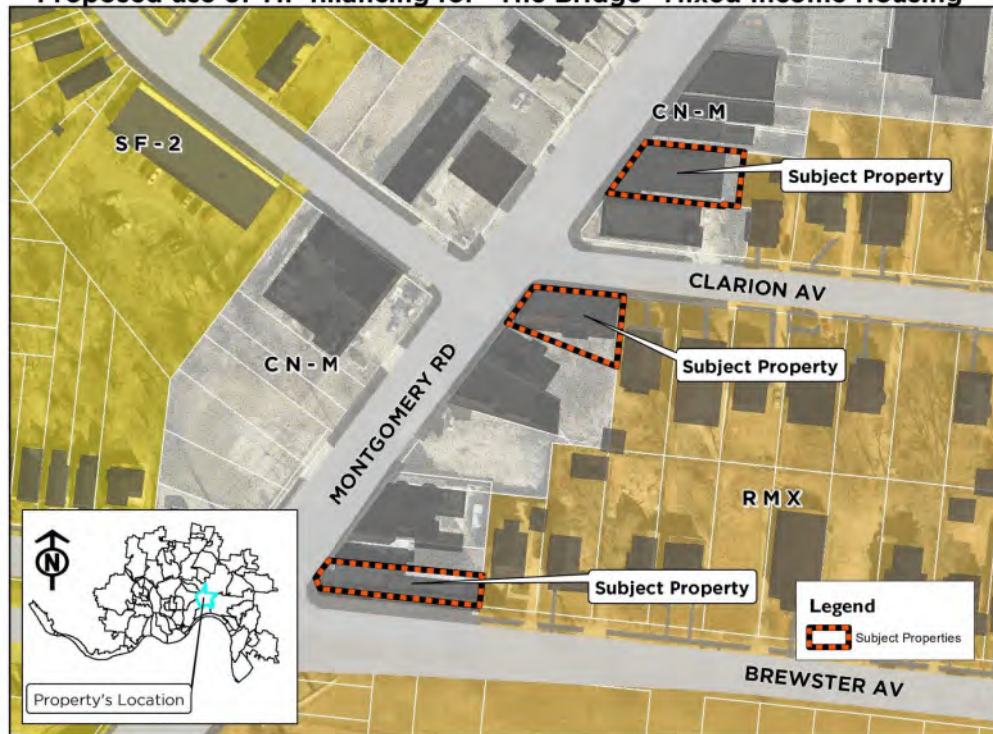 Proposed use of TIF financing for "The Bridge" Mixed Income Housing
SF-2
CN-M
Subject Property
CLARION AV
Subject Property
CN-M
MONTGOMERY RD
RMX
Subject Property
N
Legend
Subject Properties
Property's Location
BREWSTER AV